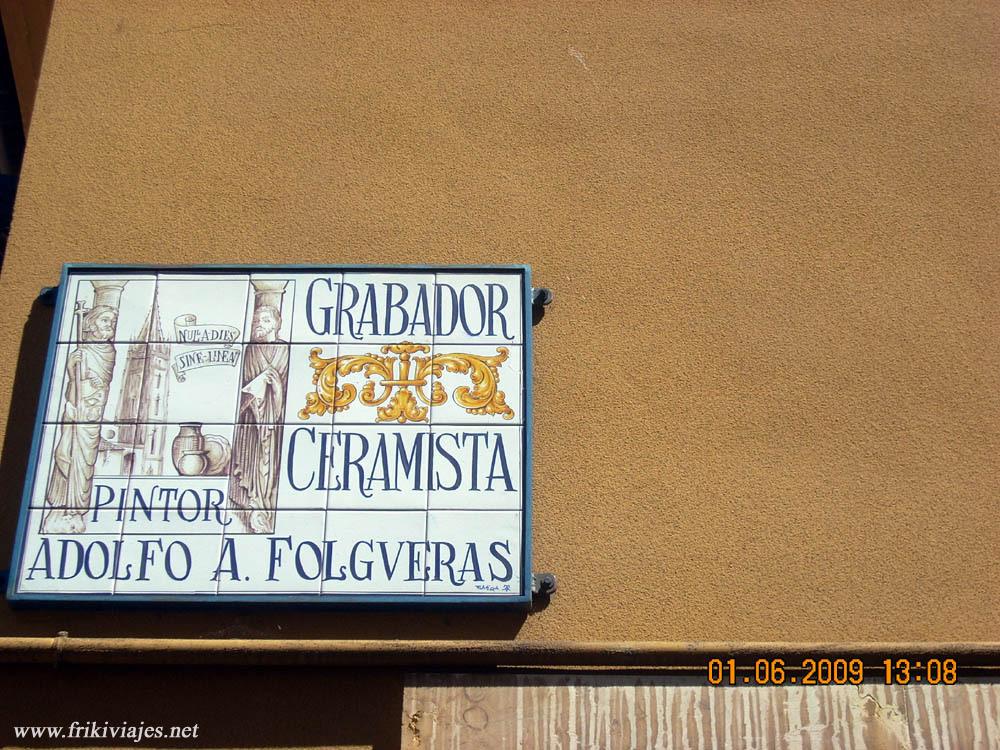 GRABADOR
NULLA DIES
SINE LINEA
CERAMISTA
PINTOR
ADOLFO A. FOLGVERAS
01.06.2009 13:08
www.frikiviajes.net